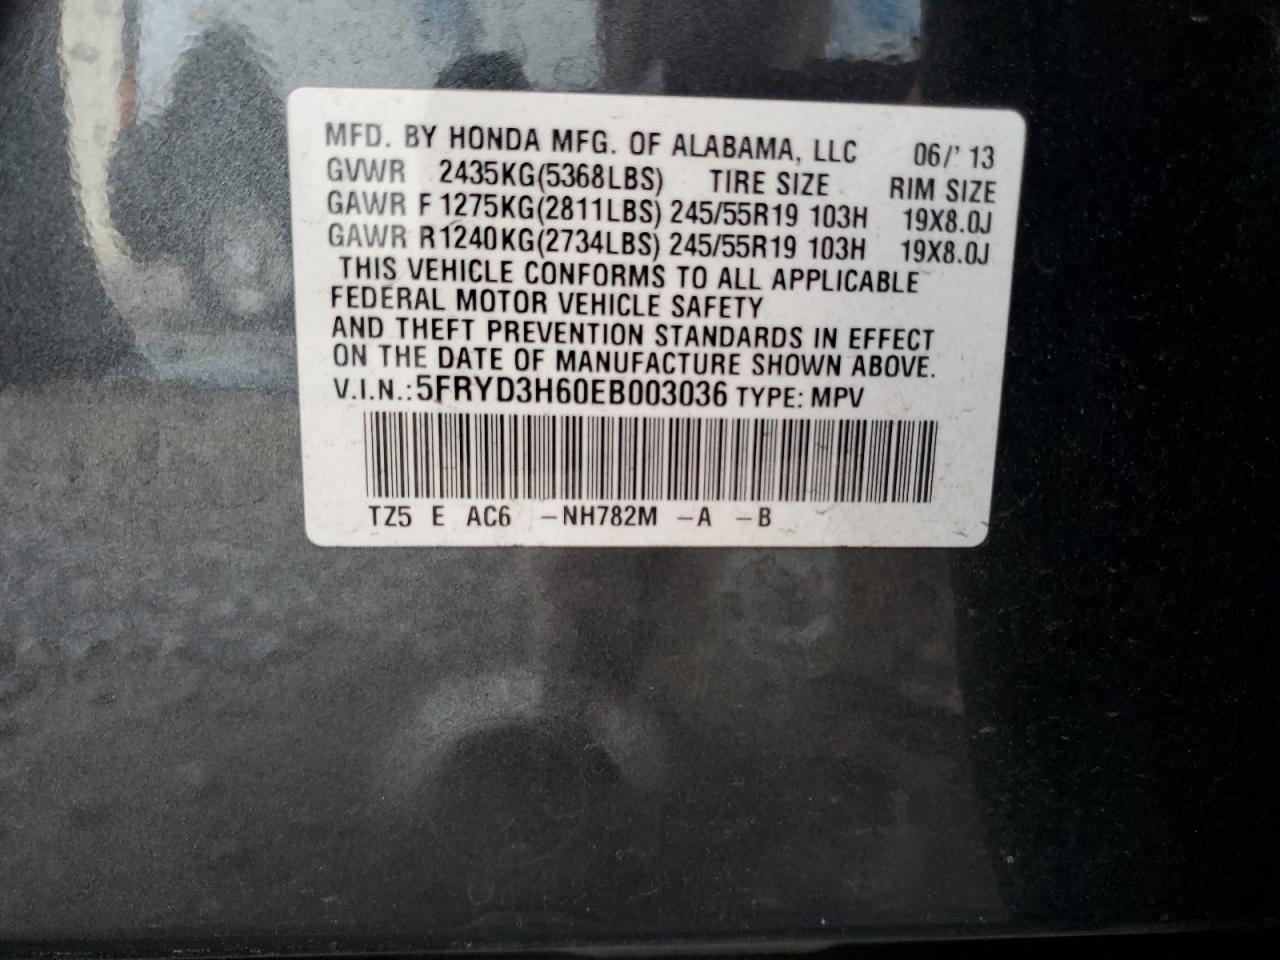 MFD. BY HONDA MFG. OF ALABAMA, LLC 06/' 13
GVWR 2435KG(5368LBS) TIRE SIZE RIM SIZE
GAWR F 1275KG(2811LBS) 245/55R19 103H 19X8.0J
GAWR R1240KG(2734LBS) 245/55R19 103H 19X8.0J
THIS VEHICLE CONFORMS TO ALL APPLICABLE
FEDERAL MOTOR VEHICLE SAFETY
AND THEFT PREVENTION STANDARDS IN EFFECT
ON THE DATE OF MANUFACTURE SHOWN ABOVE.
V.I.N.:5FRYD3H60EB003036 TYPE: MPV
TZ5 E AC6 -NH782M -A -B